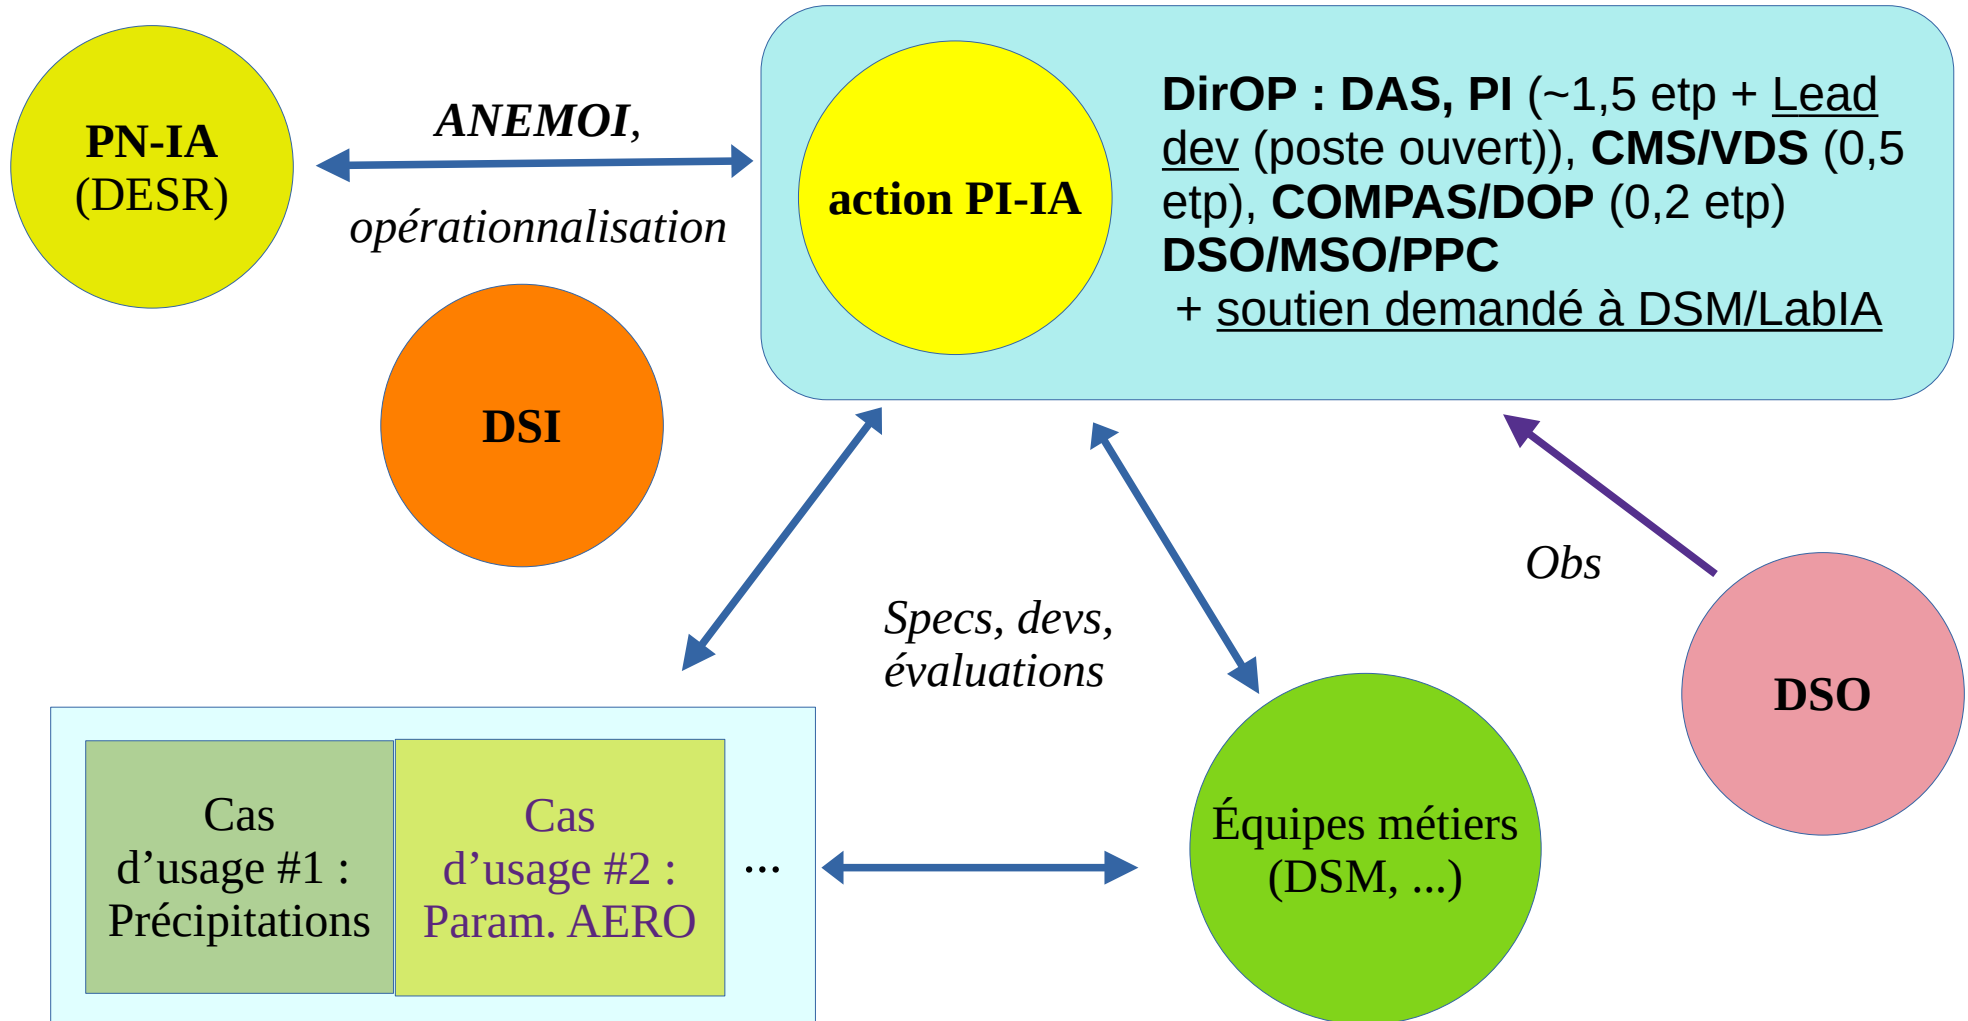 PN-IA
(DESR)
ANEMOI,
opérationnalisation
action PI-IA
DirOP : DAS, PI (~1,5 etp + Lead
dev (poste ouvert)), CMS/VDS (0,5
etp), COMPAS/DOP (0,2 etp)
DSO/MSO/PPC
+ soutien demandé à DSM/LabIA
DSI
Obs
Specs, devs,
évaluations
DSO
Cas
d’usage #1 :
Précipitations
Cas
d’usage #2 :
Param. AERO
...
Équipes métiers
(DSM, ...)